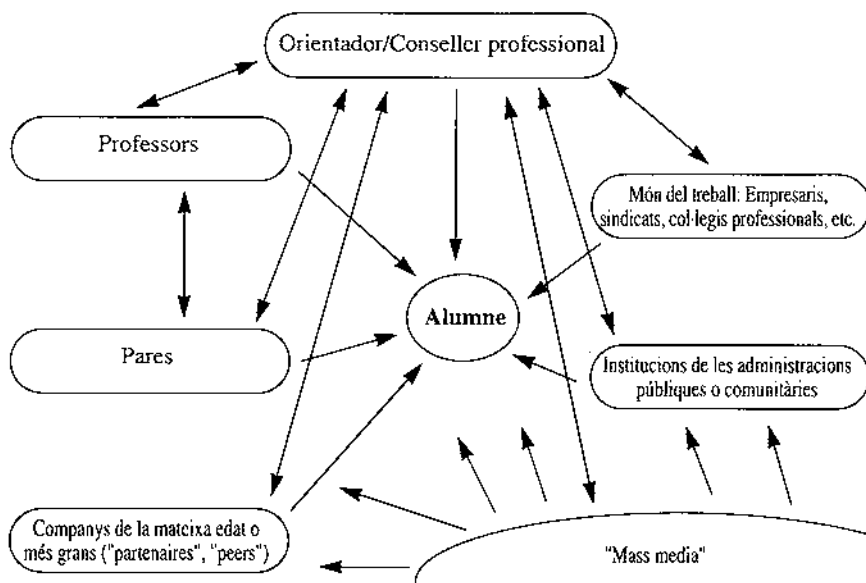 Orientador/Conseller professional
Professors
Món del treball: Empresaris,
sindicats, col·legis professionals, etc.
Alumne
Pares
Institucions de les administracions
públiques o comunitàries
Companys de la mateixa edat o
més grans ("partenaires", "peers")
"Mass media"